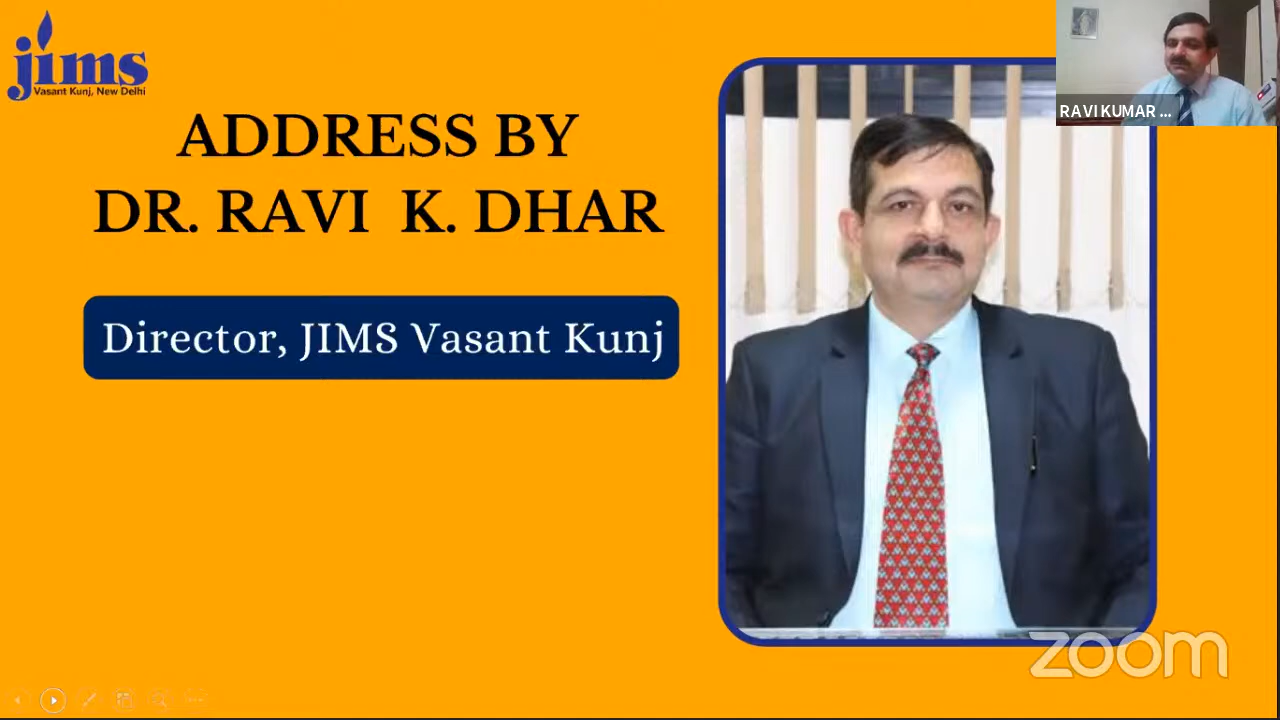 jims
Vasant Kunj, New Delhi
ADDRESS BY
DR. RAVI K. DHAR
Director, JIMS Vasant Kunj
RAVI KUMAR ...
zoom